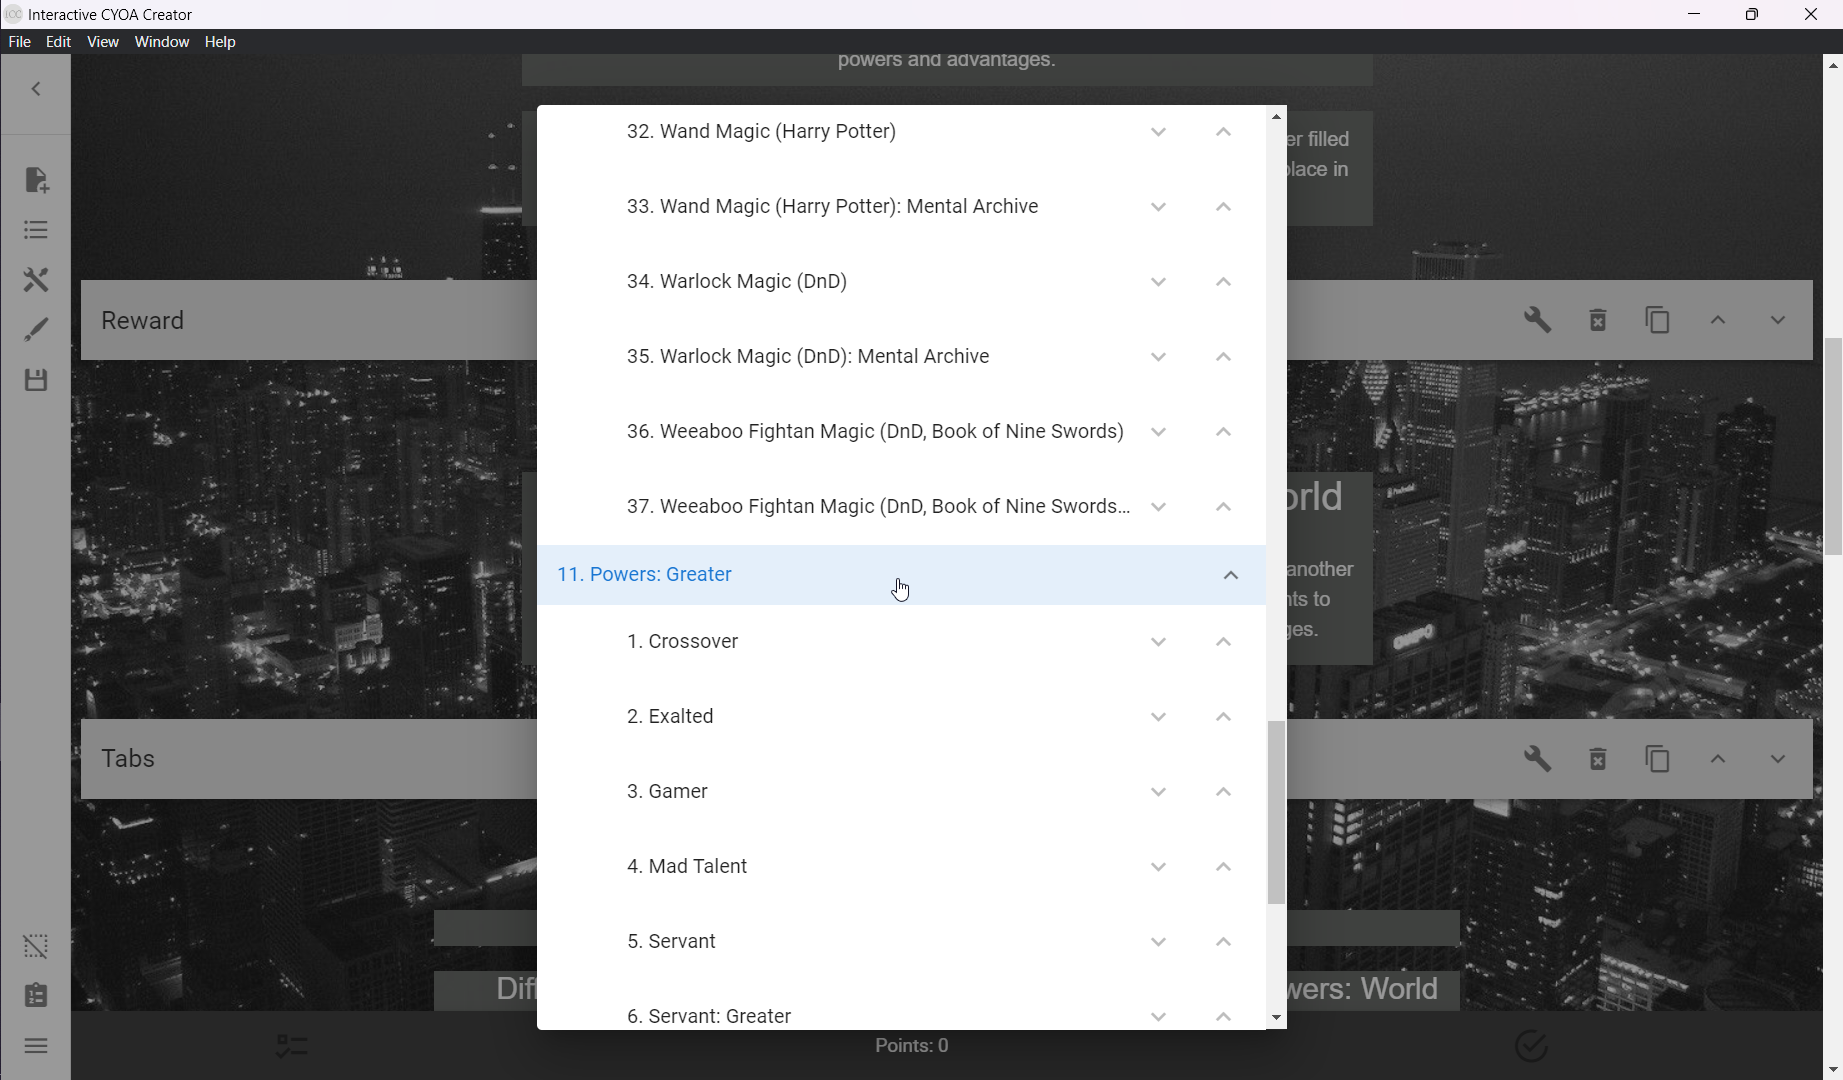 Interactive CYOA Creator
File Edit View Window Help
powers and advantages.
32. Wand Magic (Harry Potter)
er filled
33. Wand Magic (Harry Potter): Mental Archive
place in
34. Warlock Magic (DnD)
Reward
35. Warlock Magic (DnD): Mental Archive
36. Weeaboo Fightan Magic (DnD, Book of Nine Swords)
37. Weeaboo Fightan Magic (DnD, Book of Nine Swords...
orld
11. Powers: Greater
another
nts to
ges.
1. Crossover
2. Exalted
3. Gamer
Tabs
4. Mad Talent
5. Servant
Diff
wers: World
6. Servant: Greater
Points: 0